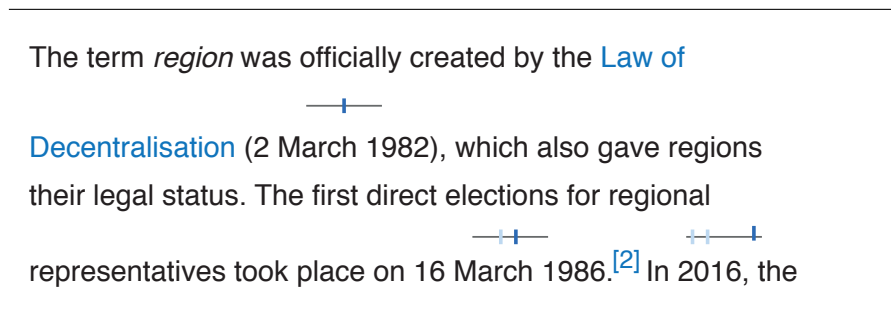 The term region was officially created by the Law of
Decentralisation (2 March 1982), which also gave regions
their legal status. The first direct elections for regional
representatives took place on 16 March 1986.[2] In 2016, the